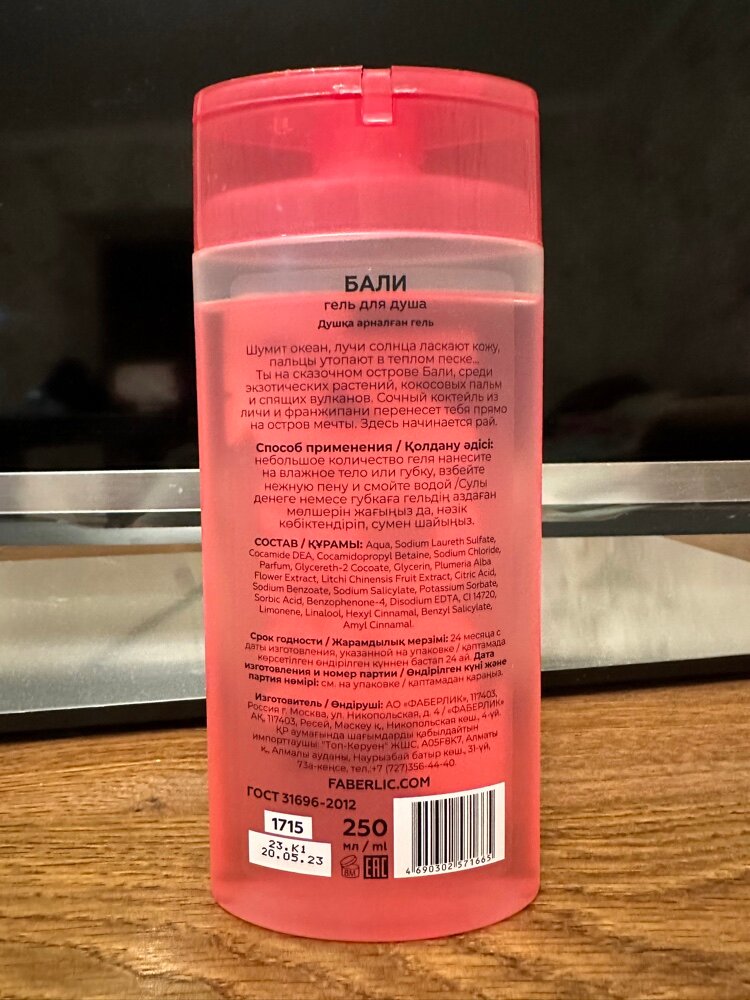 БАЛИ
гель для душа
Душқа арналған гель
Шумит океан, лучи солнца ласкают кожу,
пальцы утопают в теплом песке...
Ты на сказочном острове Бали, среди
экзотических растений, кокосовых пальм
и спящих вулканов. Сочный коктейль из
личи и франжипани перенесет тебя прямо
на остров мечты. Здесь начинается рай.
Способ применения / Қолдану әдісі:
небольшое количество геля нанесите
на влажное тело или губку, взбейте
нежную пену и смойте водой /Сулы
денеге немесе губкаға гельдің аздаған
мөлшерін жағыңыз да, нәзік
көбіктендіріп, сумен шайыңыз.
СОСТАВ / ҚҰРАМЫ: Aqua, Sodium Laureth Sulfate,
Cocamide DEA, Cocamidopropyl Betaine, Sodium Chloride,
Parfum, Glycereth-2 Cocoate, Glycerin, Plumeria Alba
Flower Extract, Litchi Chinensis Fruit Extract, Citric Acid,
Sodium Benzoate, Sodium Salicylate, Potassium Sorbate,
Sorbic Acid, Benzophenone-4, Disodium EDTA, CI 14720,
Limonene, Linalool, Hexyl Cinnamal, Benzyl Salicylate,
Amyl Cinnamal.
Срок годности / Жарамдылық мерзімі: 24 месяца с
даты изготовления, указанной на упаковке / қаптамада
көрсетілген өндірілген күннен бастап 24 ай. Дата
изготовления и номер партии / Өндірілген күні және
партия нөмірі: см. на упаковке / қаптамадан қараңыз.
Изготовитель / Өндіруші: АО «ФАБЕРЛИК», 117403,
Россия г. Москва, ул. Никопольская, д. 4 / «ФАБЕРЛИК»
АҚ, 117403, Ресей, Мәскеу қ., Никопольская көш., 4-үй.
ҚР аумағында шағымдарды қабылдайтын
импорттаушы: "Топ-Керуен" ЖШС, A05F8K7, Алматы
қ., Алмалы ауданы, Наурызбай батыр көш., 31-үй,
73а-кеңсе, тел.:+7 (727)356-44-40
FABERLIC.COM
ГОСТ 31696-2012
1715
23.K1
20.05.23
250
мл / ml
8M
EAC
4 690302 571665